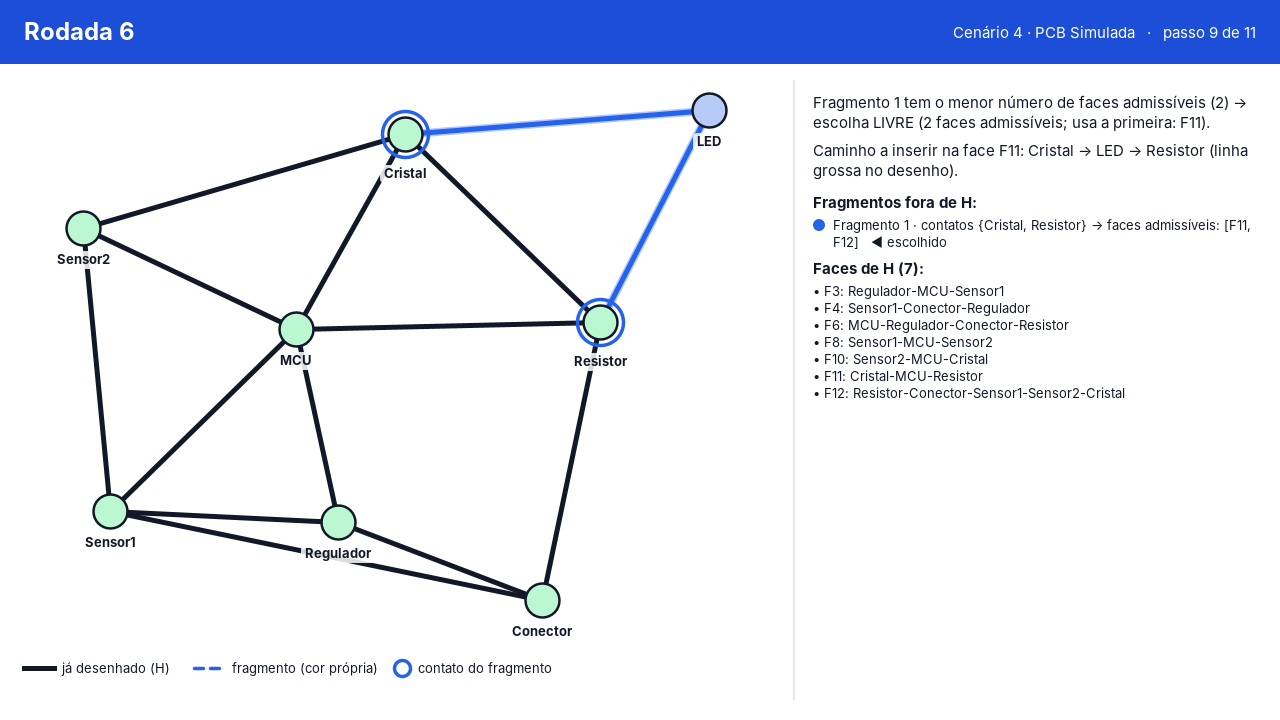 Rodada 6
Cenário 4 · PCB Simulada · passo 9 de 11
LED
Cristal
Sensor2
MCU
Resistor
Sensor1
Regulador
Conector
já desenhado (H)
fragmento (cor própria)
contato do fragmento
Fragmento 1 tem o menor número de faces admissíveis (2) →
escolha LIVRE (2 faces admissíveis; usa a primeira: F11).
Caminho a inserir na face F11: Cristal → LED → Resistor (linha
grossa no desenho).
Fragmentos fora de H:
Fragmento 1 · contatos {Cristal, Resistor} → faces admissíveis: [F11,
F12] ◄ escolhido
Faces de H (7):
• F3: Regulador-MCU-Sensor1
• F4: Sensor1-Conector-Regulador
• F6: MCU-Regulador-Conector-Resistor
• F8: Sensor1-MCU-Sensor2
• F10: Sensor2-MCU-Cristal
• F11: Cristal-MCU-Resistor
• F12: Resistor-Conector-Sensor1-Sensor2-Cristal